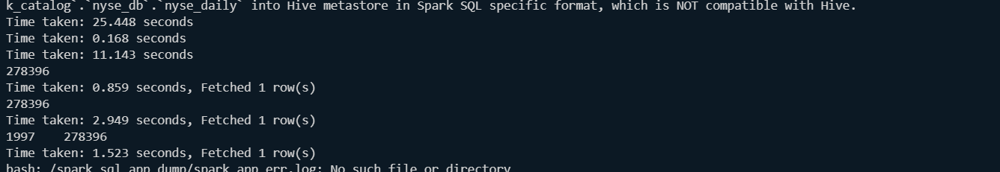 k_catalog`.`nyse_db`.`nyse_daily` into Hive metastore in Spark SQL specific format, which is NOT compatible with Hive.
Time taken: 25.448 seconds
Time taken: 0.168 seconds
Time taken: 11.143 seconds
278396
Time taken: 0.859 seconds, Fetched 1 row(s)
278396
Time taken: 2.949 seconds, Fetched 1 row(s)
1997    278396
Time taken: 1.523 seconds, Fetched 1 row(s)
bash: /spark_sql_app_dump/spark_app_err.log: No such file or directory